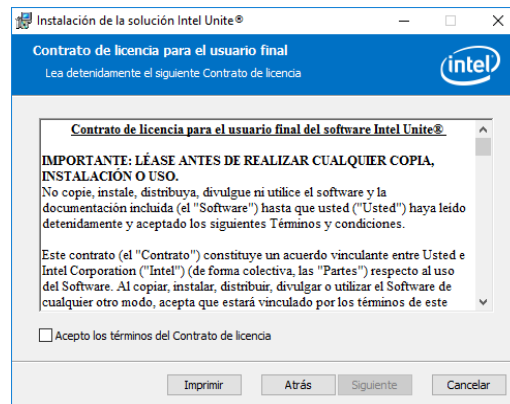 Instalación de la solución Intel Unite®
Contrato de licencia para el usuario final
Lea detenidamente el siguiente Contrato de licencia
intel
Contrato de licencia para el usuario final del software Intel Unite®
IMPORTANTE: LÉASE ANTES DE REALIZAR CUALQUIER COPIA,
INSTALACIÓN O USO.
No copie, instale, distribuya, divulgue ni utilice el software y la
documentación incluida (el "Software") hasta que usted ("Usted") haya leído
detenidamente y aceptado los siguientes Términos y condiciones.
Este contrato (el "Contrato") constituye un acuerdo vinculante entre Usted e
Intel Corporation ("Intel") (de forma colectiva, las "Partes") respecto al uso
del Software. Al copiar, instalar, distribuir, divulgar o utilizar el Software de
cualquier otro modo, acepta que estará vinculado por los términos de este
Acepto los términos del Contrato de licencia
Imprimir Atrás Siguiente Cancelar